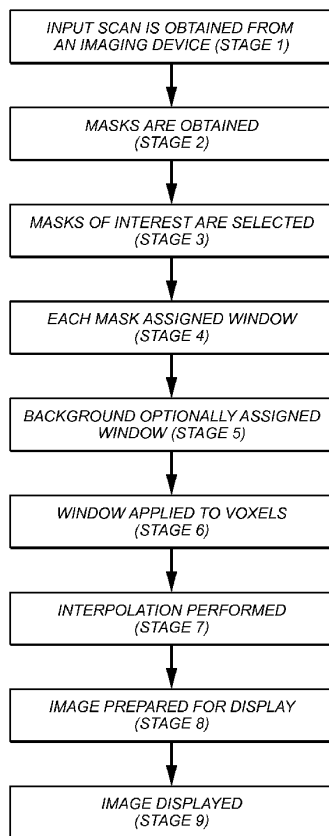 INPUT SCAN IS OBTAINED FROM
AN IMAGING DEVICE (STAGE 1)
MASKS ARE OBTAINED
(STAGE 2)
MASKS OF INTEREST ARE SELECTED
(STAGE 3)
EACH MASK ASSIGNED WINDOW
(STAGE 4)
BACKGROUND OPTIONALLY ASSIGNED
WINDOW (STAGE 5)
WINDOW APPLIED TO VOXELS
(STAGE 6)
INTERPOLATION PERFORMED
(STAGE 7)
IMAGE PREPARED FOR DISPLAY
(STAGE 8)
IMAGE DISPLAYED
(STAGE 9)